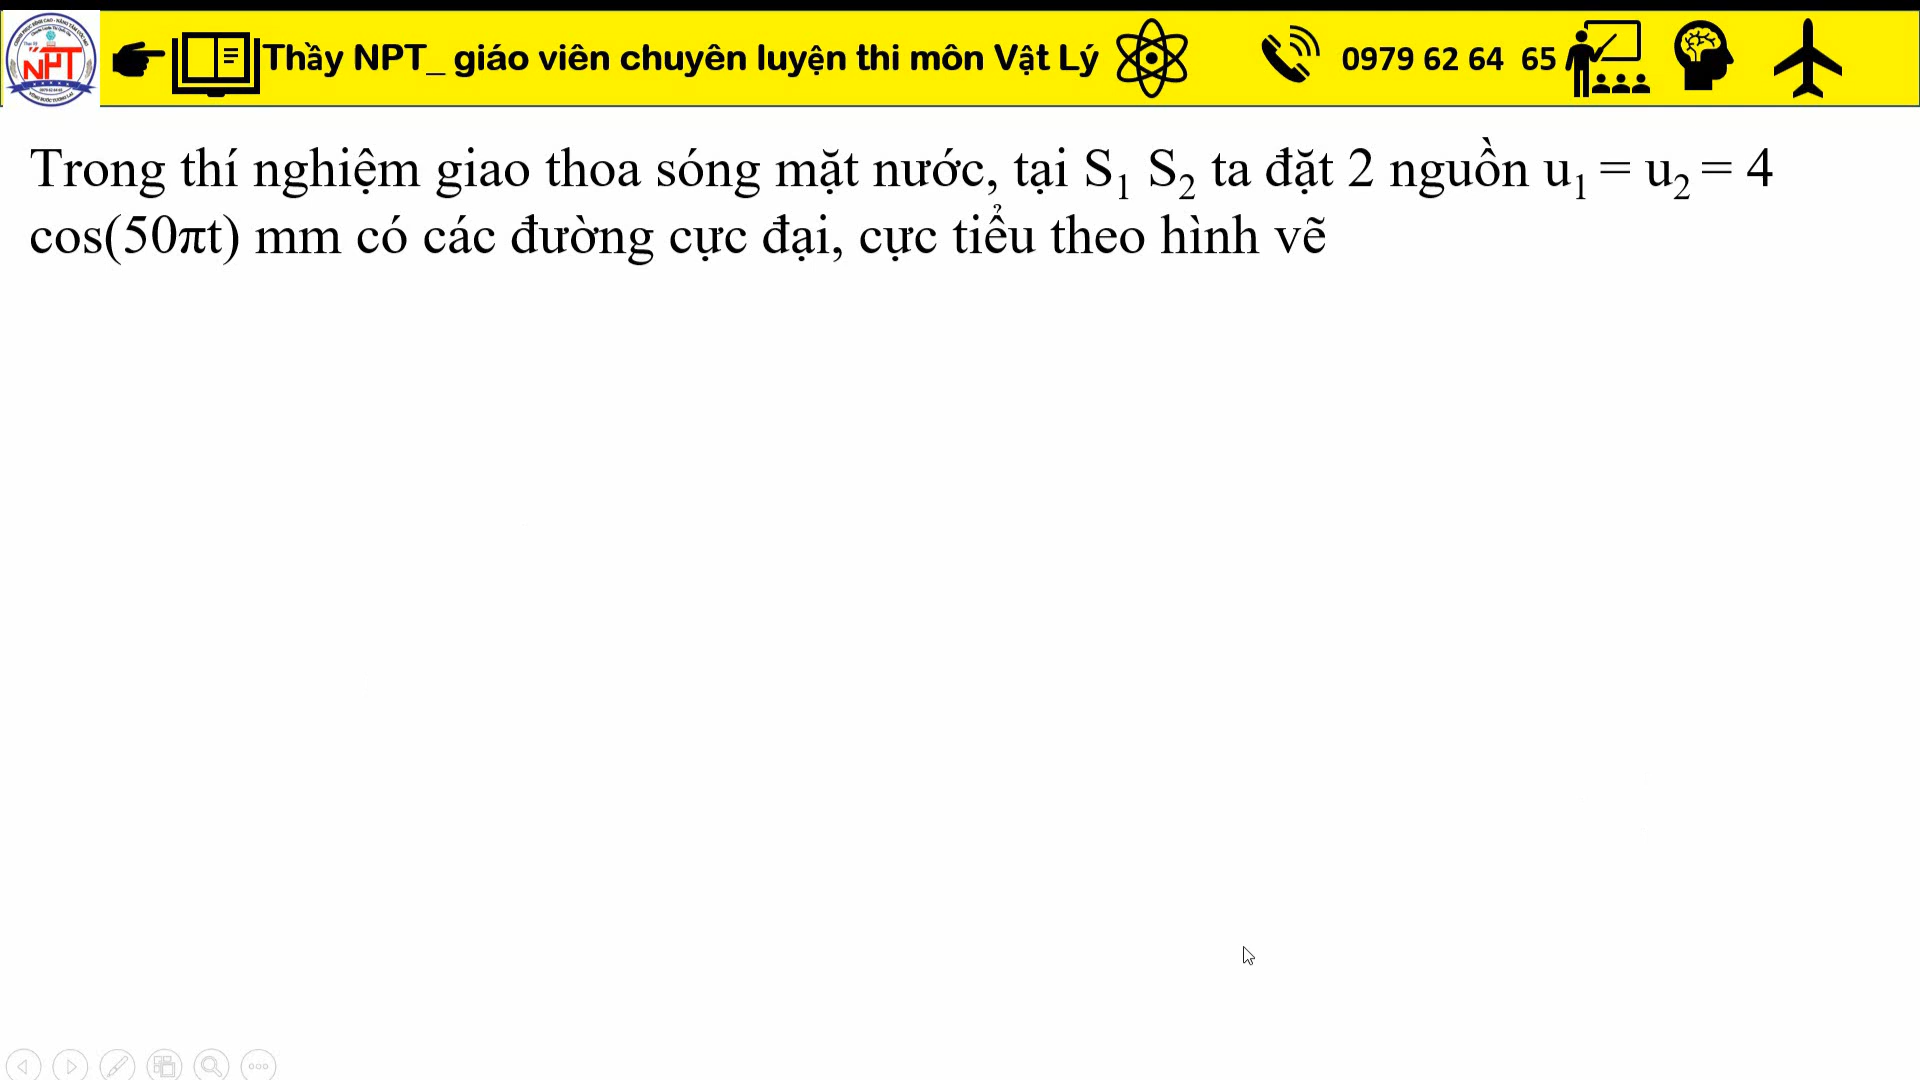 NPT
Thầy NPT_ giáo viên chuyên luyện thi môn Vật Lý
0979 62 64 65
Trong thí nghiệm giao thoa sóng mặt nước, tại S₁ S₂ ta đặt 2 nguồn u₁ = u₂ = 4
cos(50πt) mm có các đường cực đại, cực tiểu theo hình vẽ